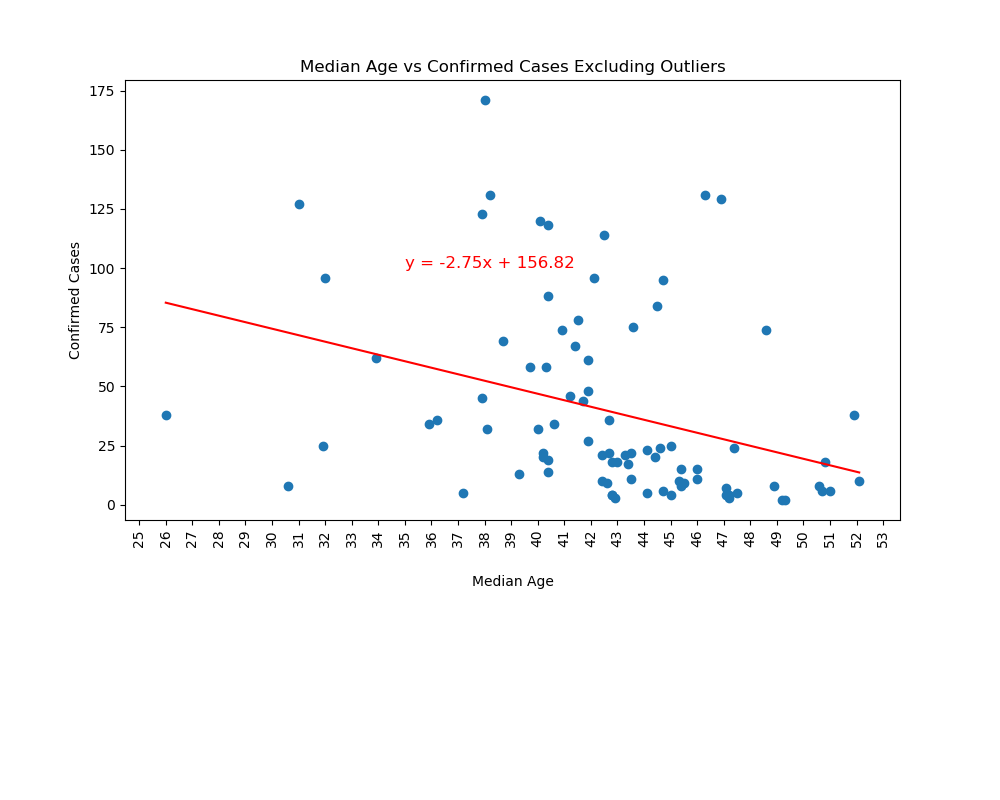 Median Age vs Confirmed Cases Excluding Outliers
175
150
125
100
75
50
25
0
Confirmed Cases
y = -2.75x + 156.82
25 26 27 28 29 30 31 32 33 34 35 36 37 38 39 40 41 42 43 44 45 46 47 48 49 50 51 52 53
Median Age